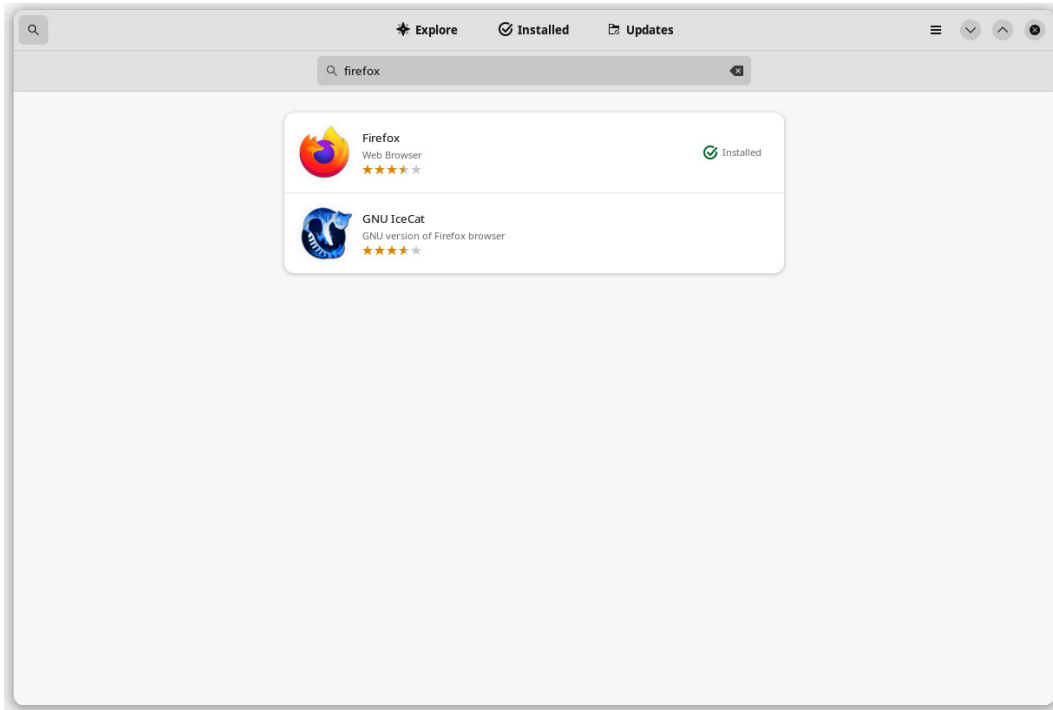 Explore
Installed
Updates
firefox
Firefox
Web Browser
Installed
GNU IceCat
GNU version of Firefox browser